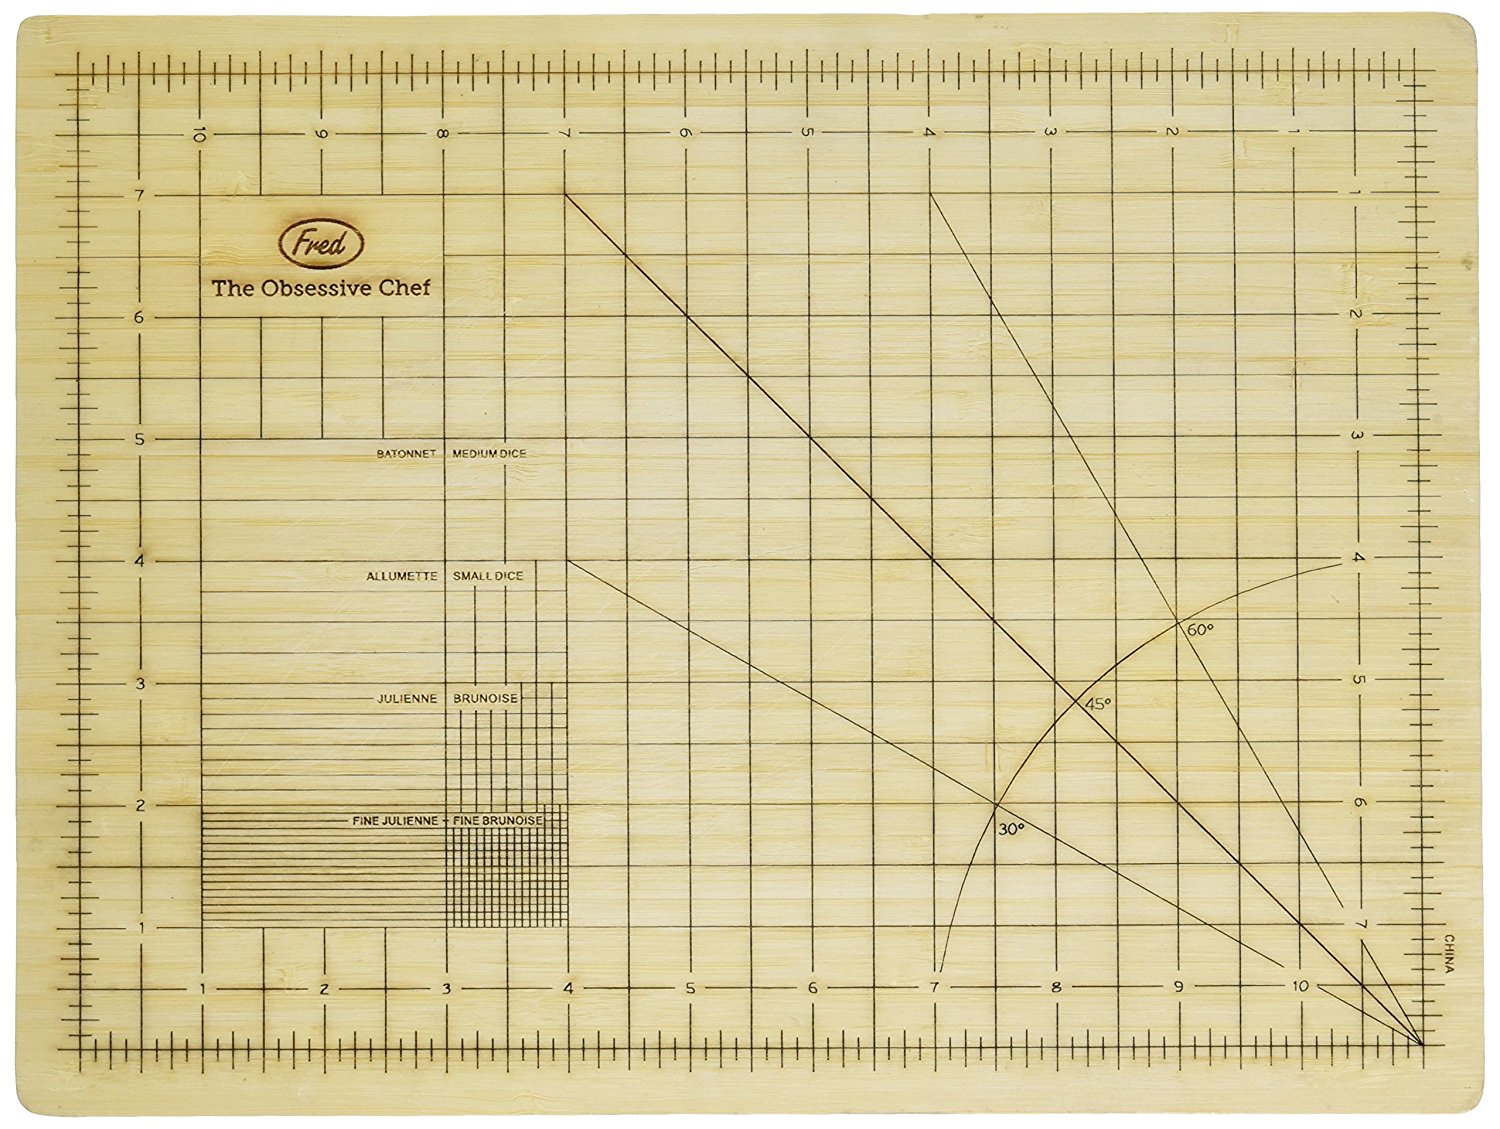 10 9 8 7 6 5 4 3 2 1
7 1
Fred
The Obsessive Chef
6 2
5 3
BATONNET MEDIUM DICE
4 4
ALLUMETTE SMALL DICE
60°
3 5
JULIENNE BRUNOISE
45°
2 6
FINE JULIENNE FINE BRUNOISE
30°
1 7
CHINA
1 2 3 4 5 6 7 8 9 10